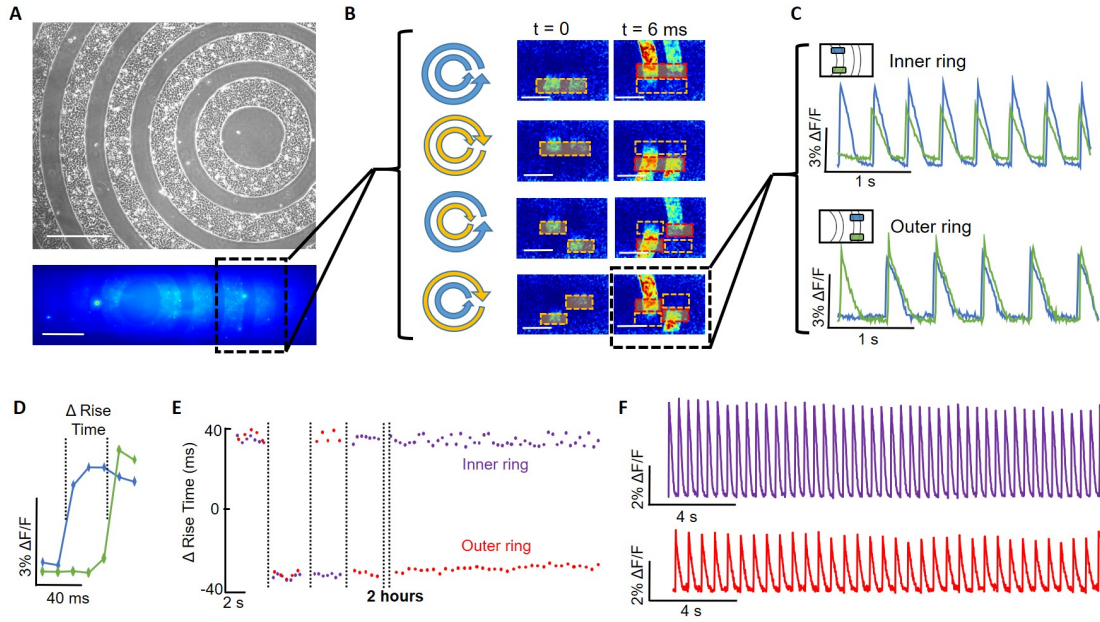 A
B
t = 0
t = 6 ms
C
Inner ring
3% ΔF/F
1 s
Outer ring
3% ΔF/F
1 s
D
Δ Rise
Time
3% ΔF/F
40 ms
E
Δ Rise Time (ms)
40
0
-40
2 s
Inner ring
Outer ring
2 hours
F
2% ΔF/F
4 s
2% ΔF/F
4 s